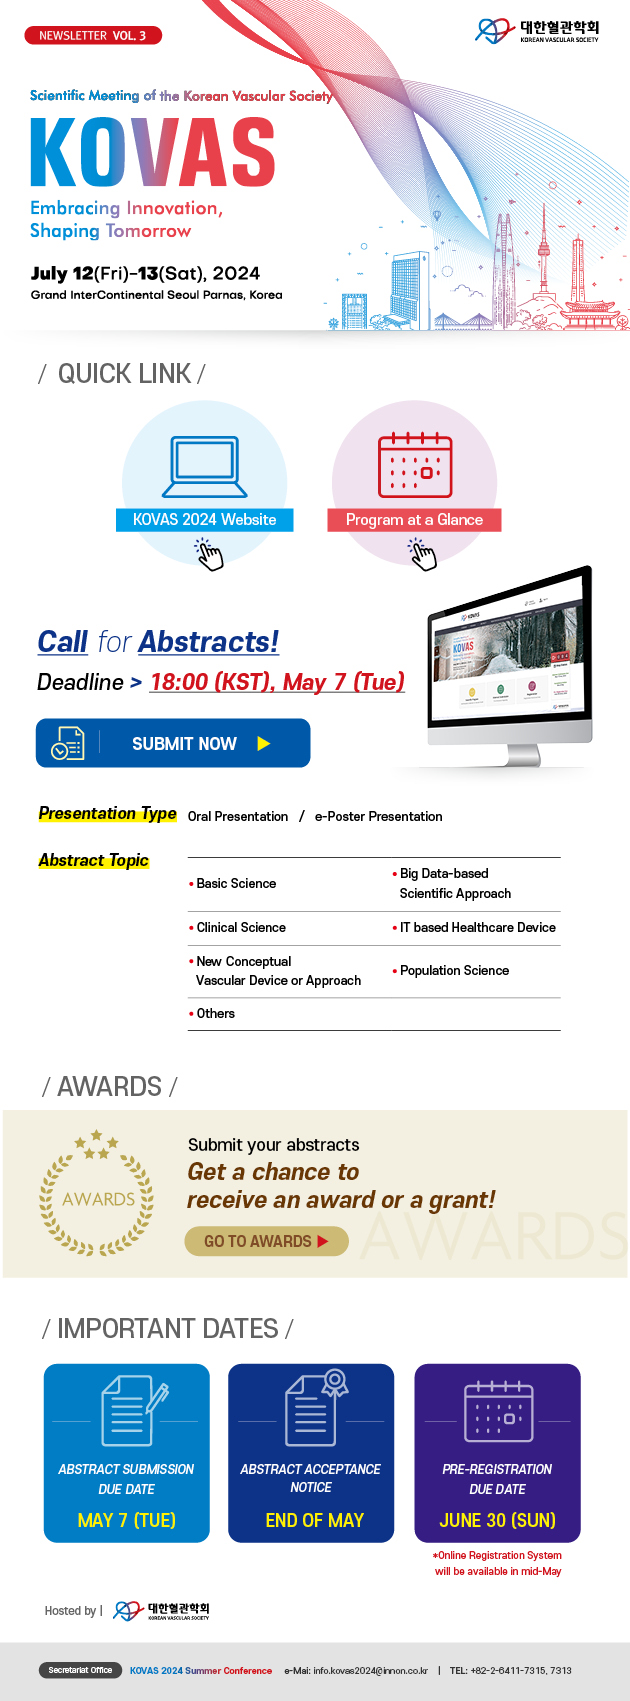 NEWSLETTER VOL. 3
대한혈관학회
KOREAN VASCULAR SOCIETY
Scientific Meeting of the Korean Vascular Society
KOVAS
Embracing Innovation,
Shaping Tomorrow
July 12(Fri)-13(Sat), 2024
Grand InterContinental Seoul Parnas, Korea
/ QUICK LINK /
KOVAS 2024 Website
Program at a Glance
Call for Abstracts!
Deadline > 18:00 (KST), May 7 (Tue)
SUBMIT NOW
KOVAS
KOVAS
Presentation Type
Oral Presentation / e-Poster Presentation
Abstract Topic
• Basic Science
• Big Data-based
Scientific Approach
• Clinical Science
• IT based Healthcare Device
• New Conceptual
Vascular Device or Approach
• Population Science
• Others
/ AWARDS /
AWARDS
Submit your abstracts
Get a chance to
receive an award or a grant!
GO TO AWARDS
AWARDS
/ IMPORTANT DATES /
ABSTRACT SUBMISSION
DUE DATE
MAY 7 (TUE)
ABSTRACT ACCEPTANCE
NOTICE
END OF MAY
PRE-REGISTRATION
DUE DATE
JUNE 30 (SUN)
*Online Registration System
will be available in mid-May
Hosted by |
대한혈관학회
KOREAN VASCULAR SOCIETY
Secretariat Office KOVAS 2024 Summer Conference e-Mai: info.kovas2024@innon.co.kr | TEL: +82-2-6411-7315, 7313